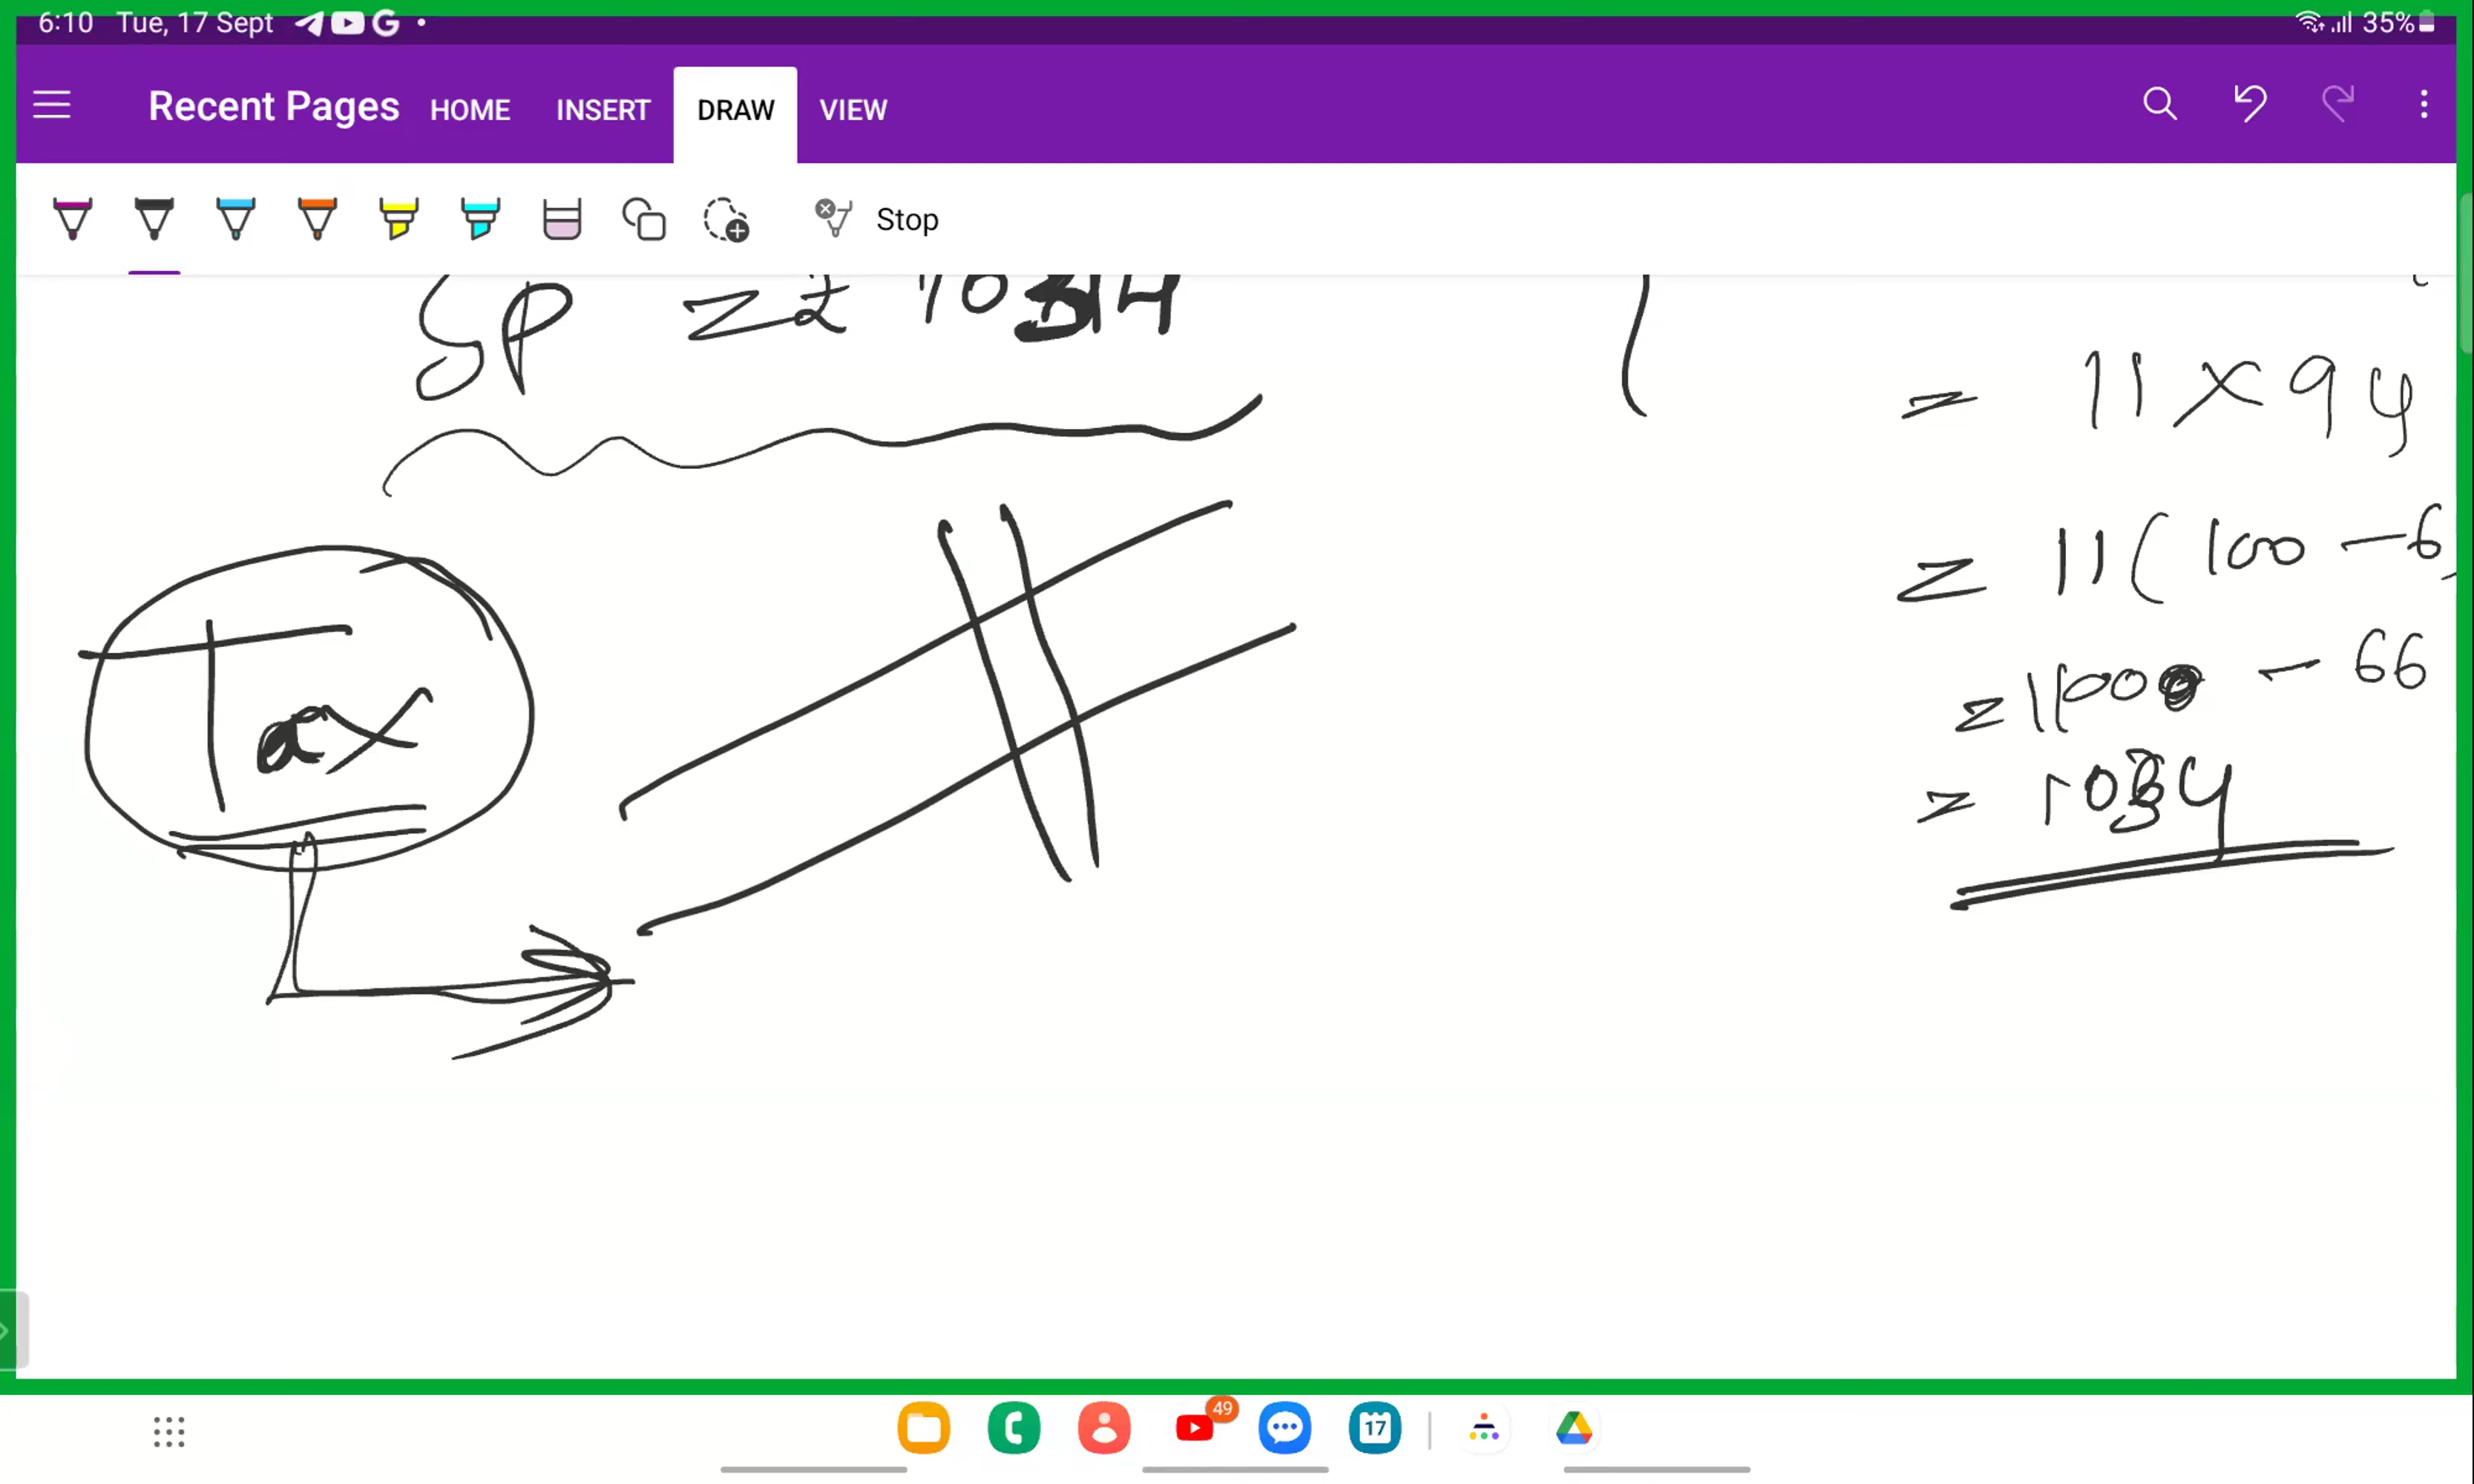 6:10 Tue, 17 Sept 35%
Recent Pages HOME INSERT DRAW VIEW
Stop
SP = ₹ 1034
= 11 × 94
= 11 ( 100 - 6
= 1100 - 66
= 1034
Tax
49
17